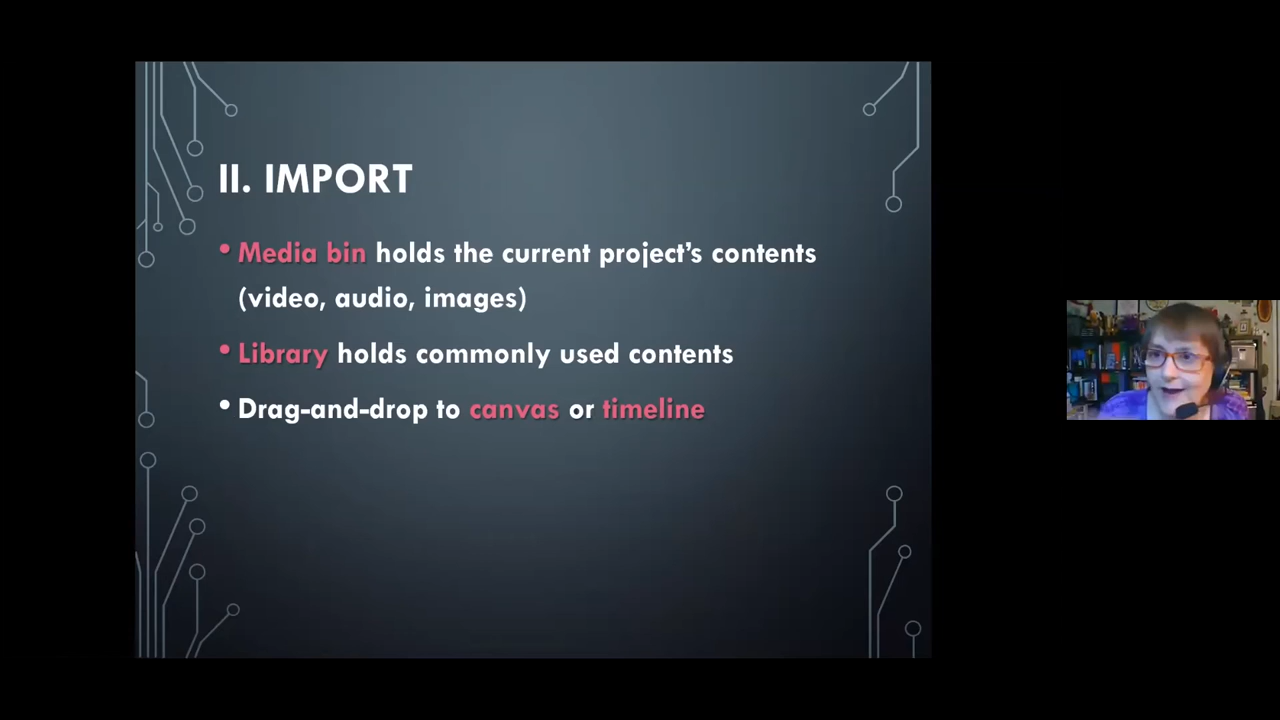 II. IMPORT
• Media bin holds the current project’s contents
(video, audio, images)
• Library holds commonly used contents
• Drag-and-drop to canvas or timeline